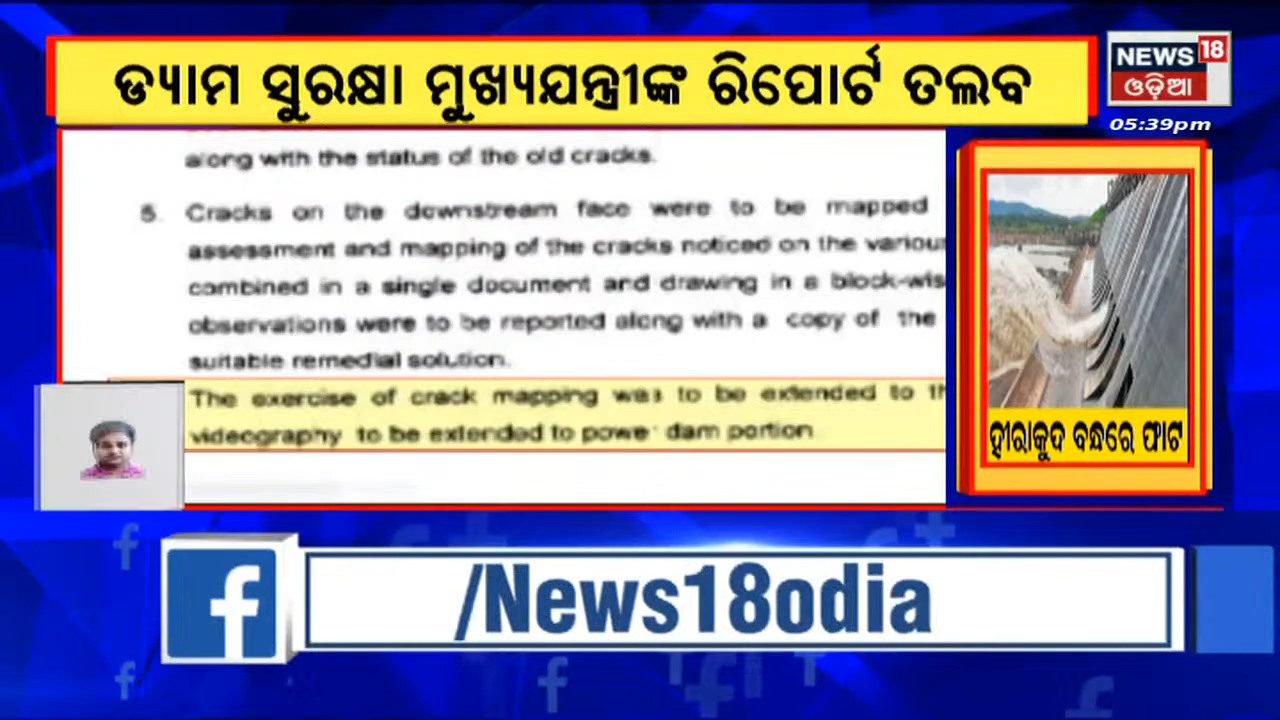 ଡ୍ୟାମ ସୁରକ୍ଷା ମୁଖ୍ୟଯନ୍ତ୍ରୀଙ୍କ ରିପୋର୍ଟ ତଲବ
NEWS 18
ଓଡ଼ିଆ
05:39pm
along with the status of the old cracks.
5. Cracks on the downstream face were to be mapped
assessment and mapping of the cracks noticed on the
combined in a single document and drawing in a
observations were to be reported along with a copy of the
suitable remedial solution.
The exercise of crack mapping was to be extended to
videography to be extended to power dam portion
ହୀରାକୁଦ ବନ୍ଧରେ ଫାଟ
f
/News18odia